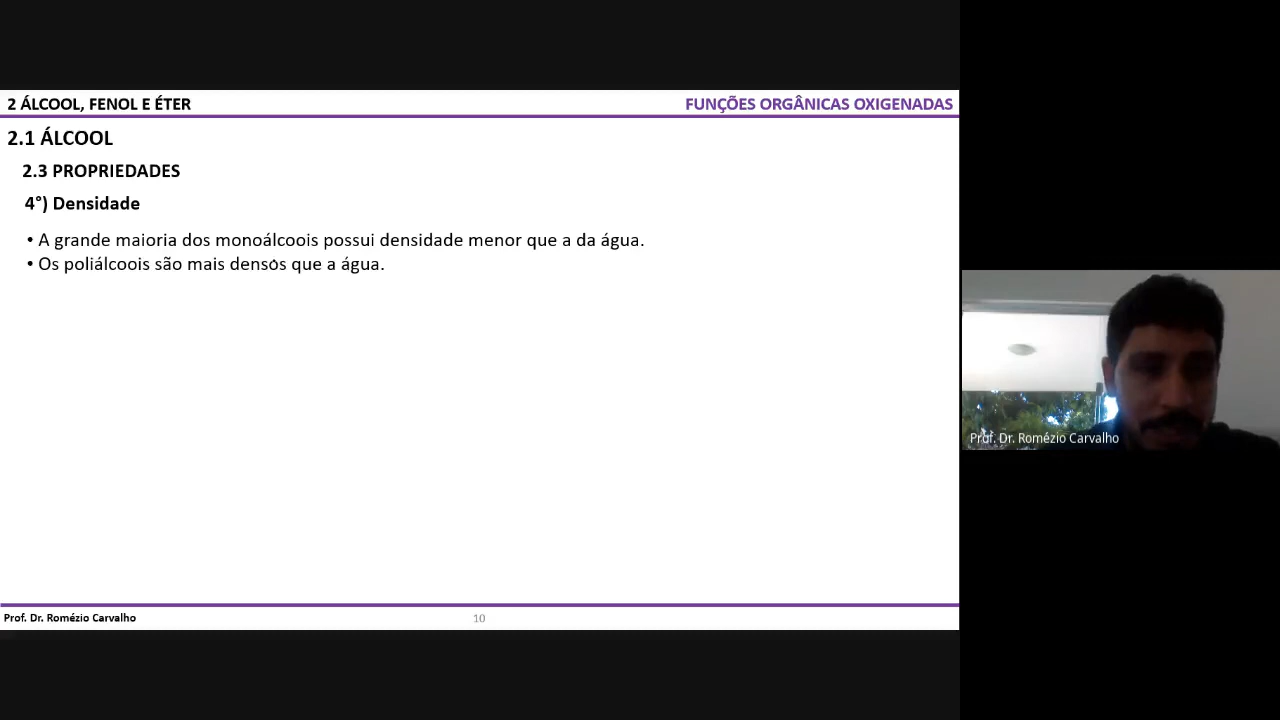 2 ÁLCOOL, FENOL E ÉTER
FUNÇÕES ORGÂNICAS OXIGENADAS
2.1 ÁLCOOL
2.3 PROPRIEDADES
4°) Densidade
• A grande maioria dos monoálcoois possui densidade menor que a da água.
• Os poliálcoois são mais densos que a água.
Prof. Dr. Romézio Carvalho
Prof. Dr. Romézio Carvalho
10